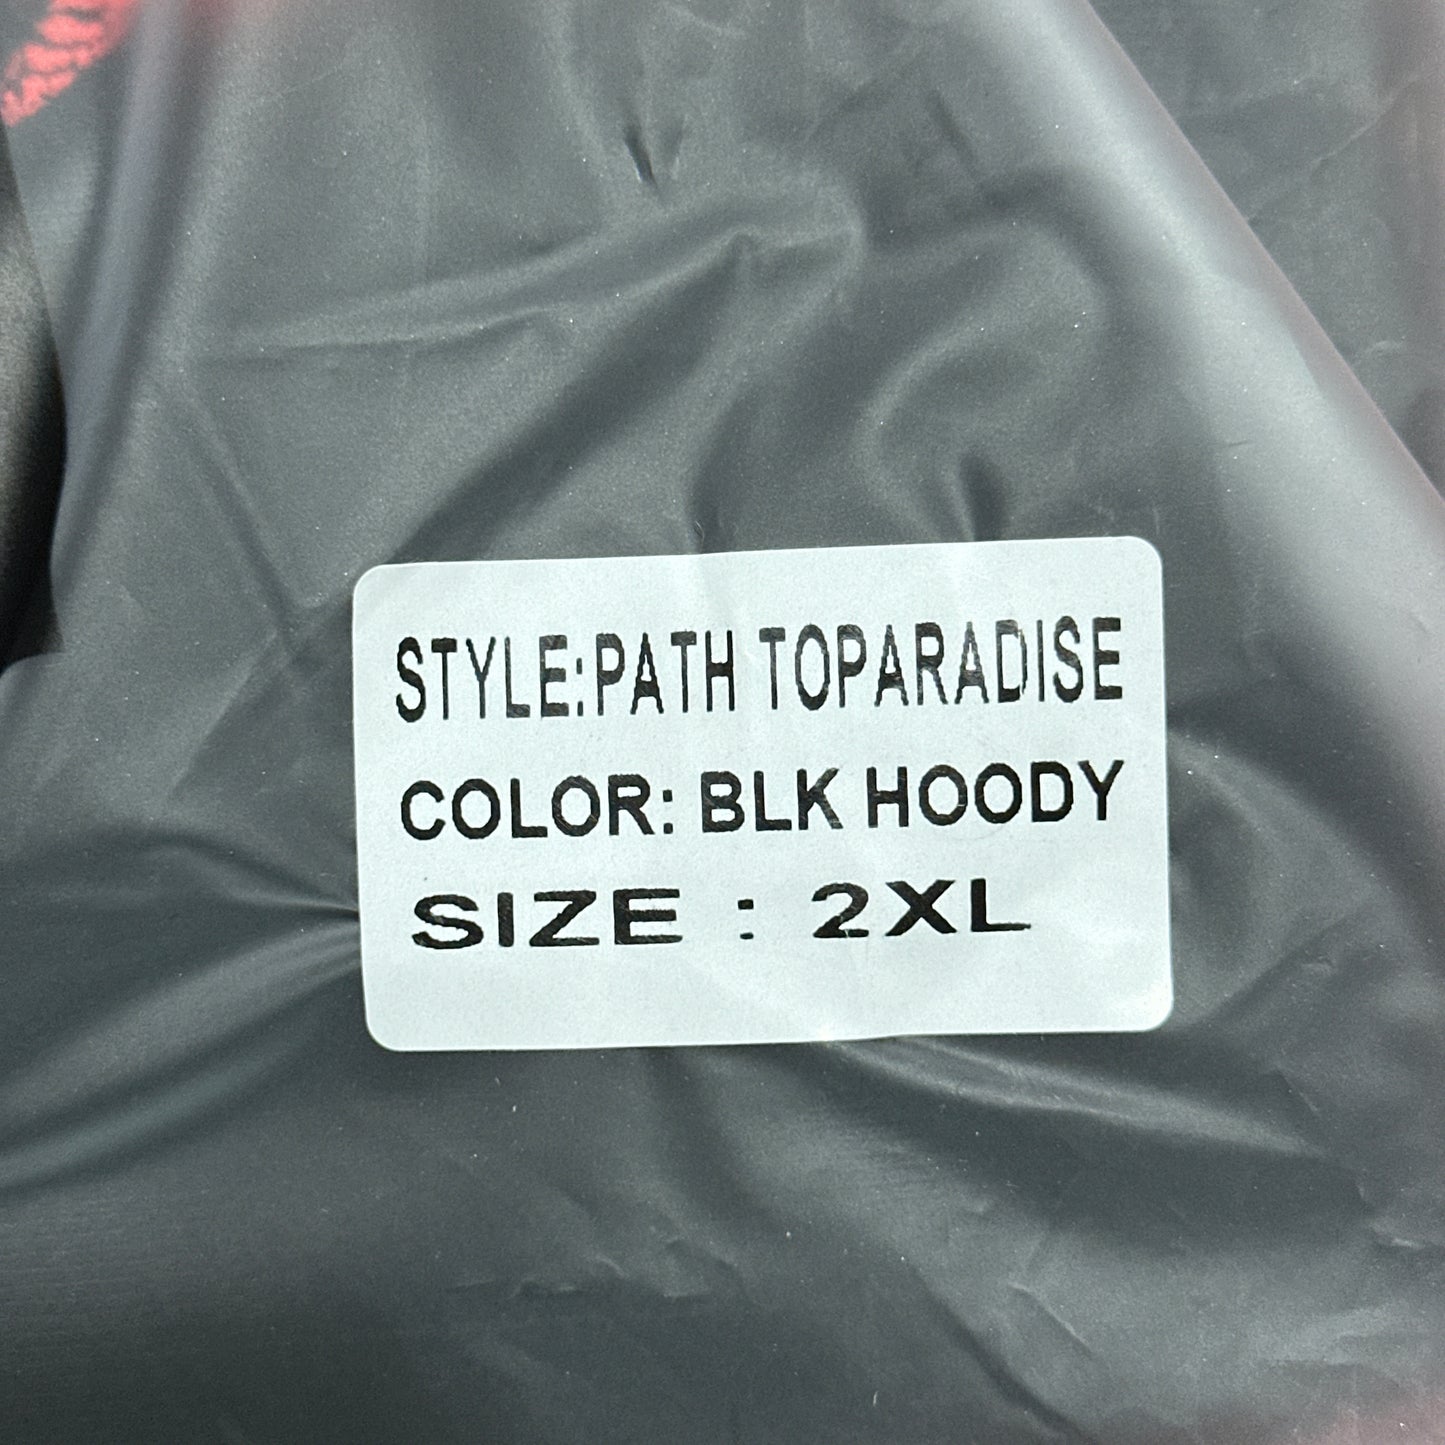 STYLE:PATH TOPARADISE
COLOR: BLK HOODY
SIZE : 2XL